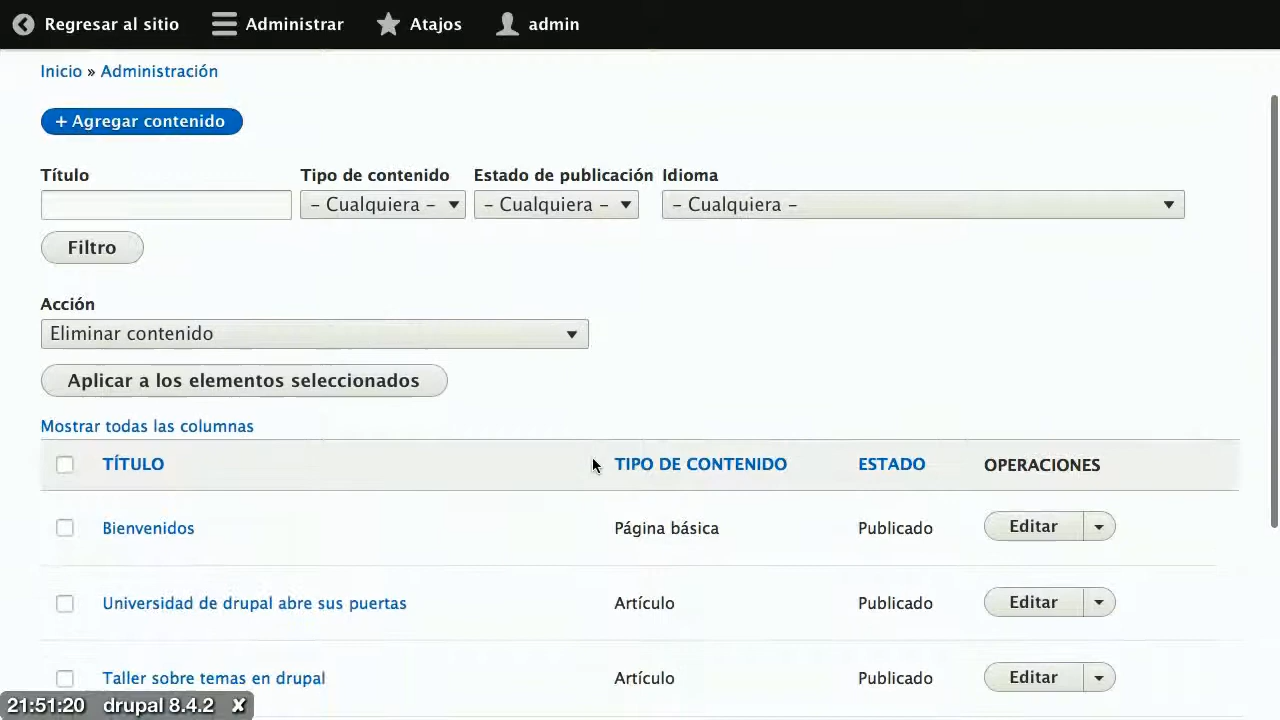 Regresar al sitio Administrar Atajos admin
Inicio » Administración
+ Agregar contenido
Título Tipo de contenido Estado de publicación Idioma
- Cualquiera - - Cualquiera - - Cualquiera -
Filtro
Acción
Eliminar contenido
Aplicar a los elementos seleccionados
Mostrar todas las columnas
TÍTULO TIPO DE CONTENIDO ESTADO OPERACIONES
Bienvenidos Página básica Publicado Editar
Universidad de drupal abre sus puertas Artículo Publicado Editar
Taller sobre temas en drupal Artículo Publicado Editar
21:51:20 drupal 8.4.2 ✘